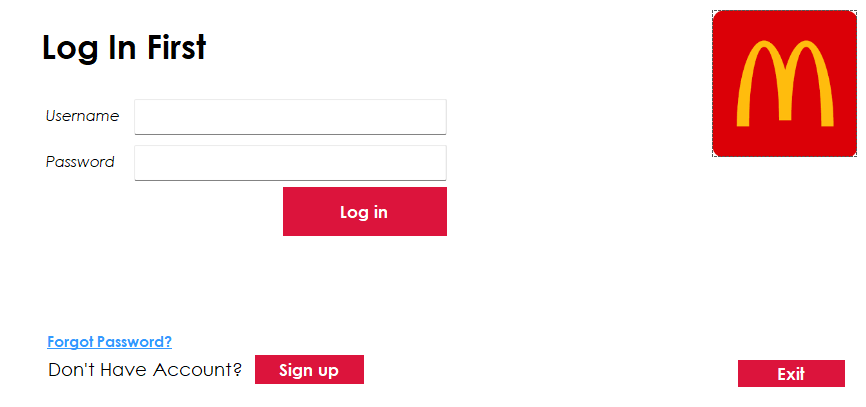 Log In First
Username
Password
Log in
Forgot Password?
Don't Have Account?
Sign up
Exit